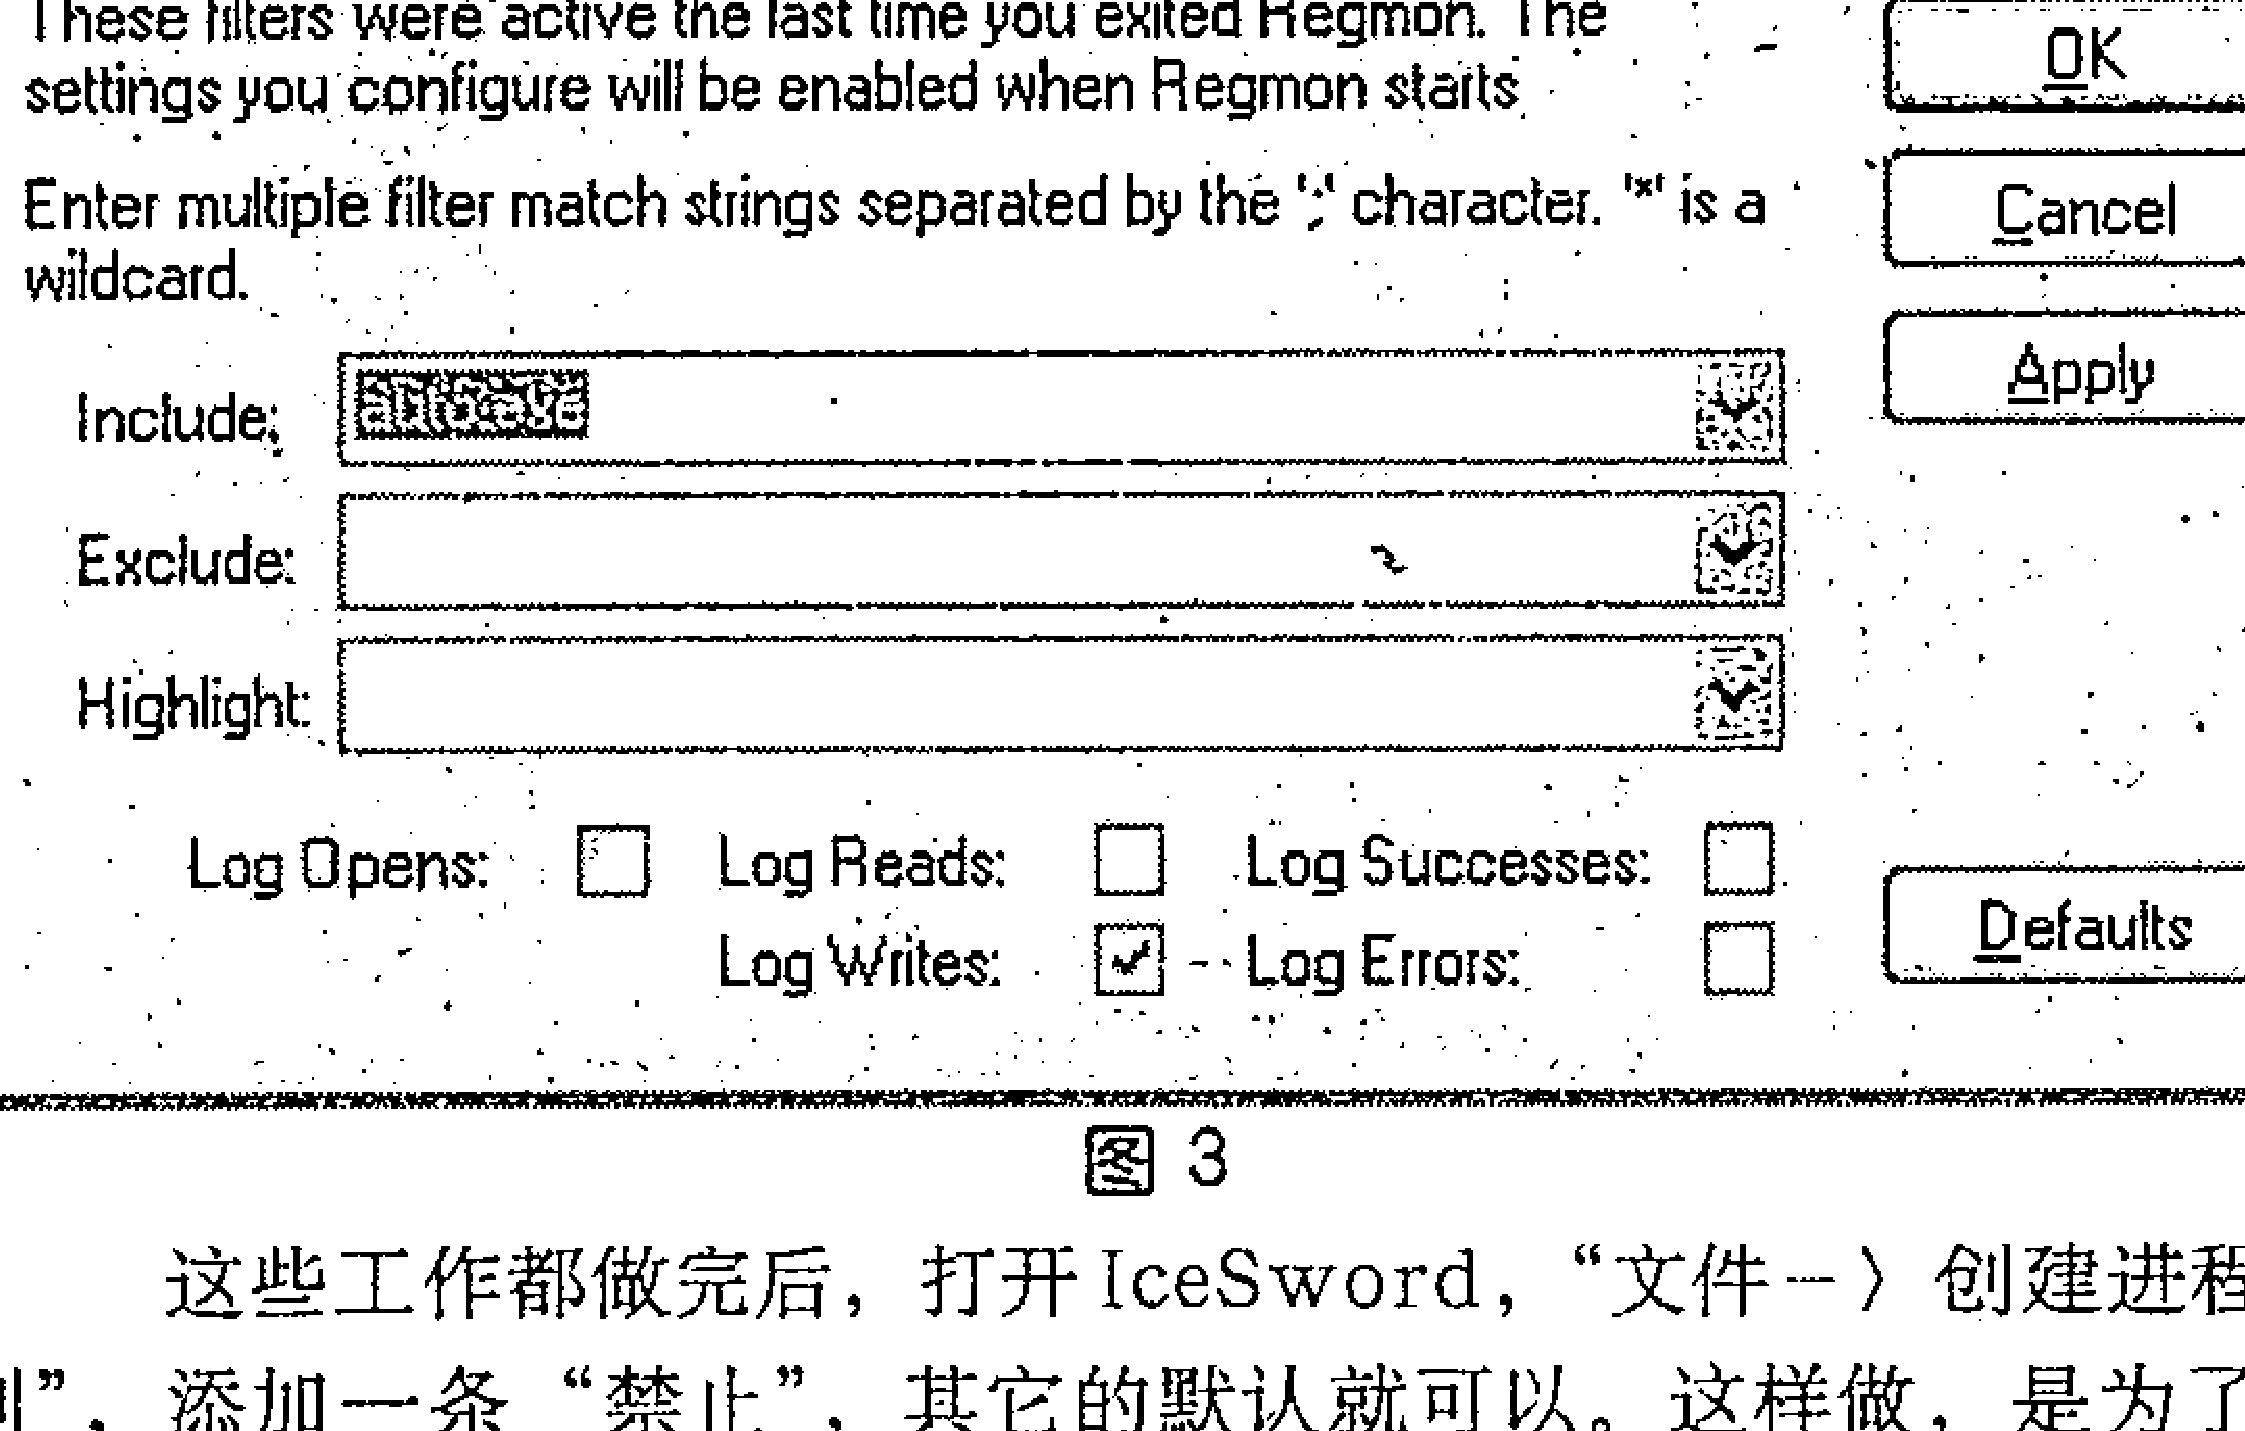 These filters were active the last time you exited Regmon. The
settings you configure will be enabled when Regmon starts
Enter multiple filter match strings separated by the ';' character. '*' is a
wildcard.
OK
Cancel
Apply
Include:
Exclude:
Highlight:
Log Opens: Log Reads: Log Successes:
Log Writes: Log Errors:
Defaults
图 3
这些工作都做完后，打开 IceSword，“文件－〉创建进程
”，添加一条“禁止”，其它的默认就可以。这样做，是为了